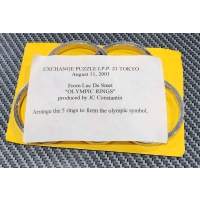 EXCHANGE PUZZLE I.P.P. 21 TOKYO
August 11, 2001
From Luc De Smet
"OLYMPIC RINGS"
produced by JC Constantin
Arrange the 5 rings to form the olympic symbol.